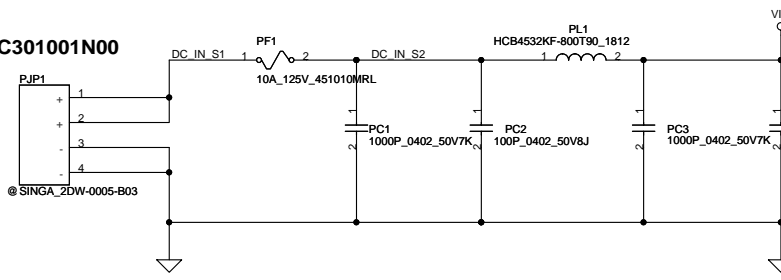 VI
PL1
HCB4532KF-800T90_1812
C301001N00
PF1
DC_IN_S1
1
2
DC_IN_S2
1
2
10A_125V_451010MRL
PJP1
+
1
+
2
-
3
-
4
@ SINGA_2DW-0005-B03
1
2
PC1
1000P_0402_50V7K
1
2
PC2
100P_0402_50V8J
1
2
PC3
1000P_0402_50V7K
1
2